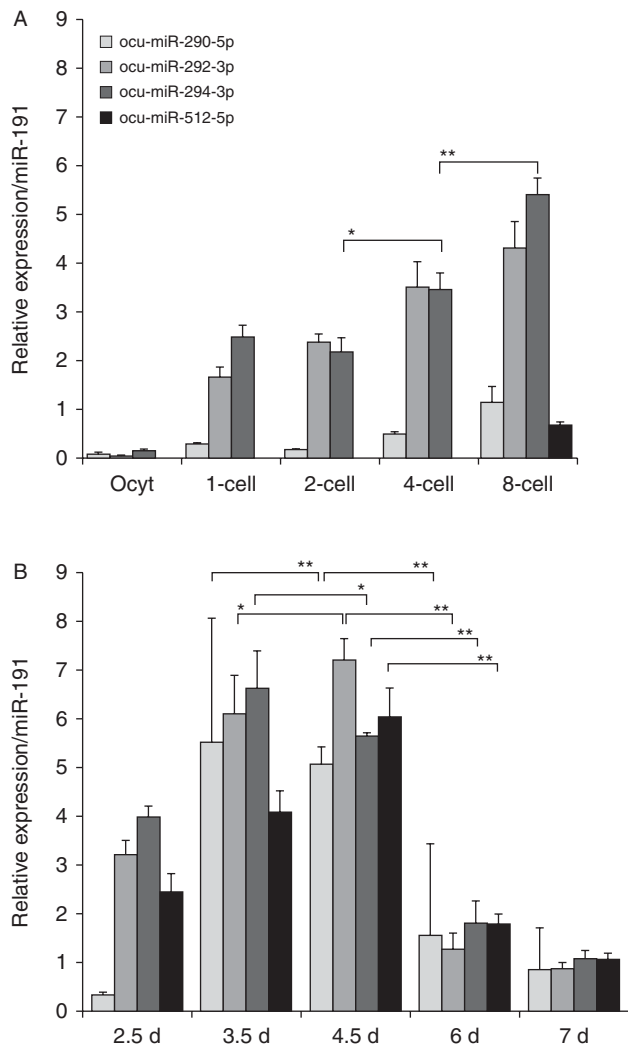 A
9
8
7
6
5
4
3
2
1
0
Relative expression/miR-191
ocu-miR-290-5p
ocu-miR-292-3p
ocu-miR-294-3p
ocu-miR-512-5p
*
**
Ocyt 1-cell 2-cell 4-cell 8-cell
B
9
8
7
6
5
4
3
2
1
0
Relative expression/miR-191
** **
*
* **
**
**
2.5 d 3.5 d 4.5 d 6 d 7 d